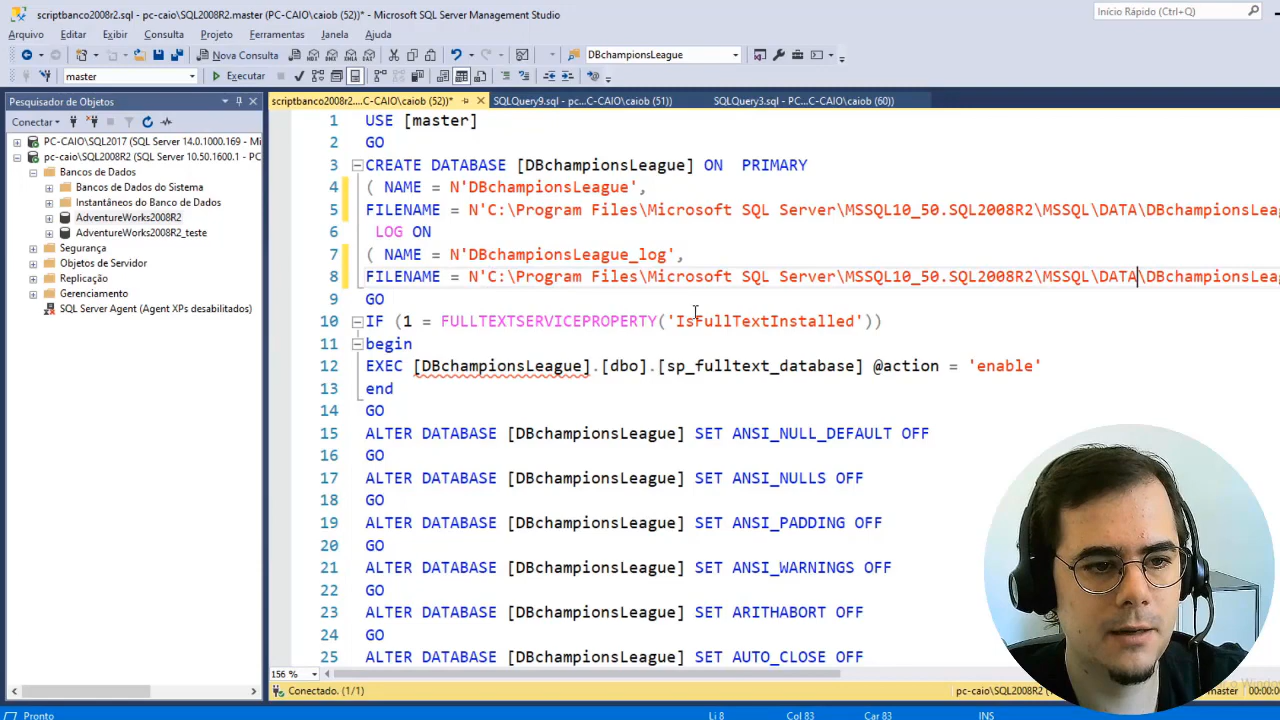 scriptbanco2008r2.sql - pc-caio\SQL2008R2.master (PC-CAIO\caiob (52))* - Microsoft SQL Server Management Studio
Início Rápido (Ctrl+Q)
Arquivo Editar Exibir Consulta Projeto Ferramentas Janela Ajuda
Nova Consulta DBchampionsLeague
master Executar
Pesquisador de Objetos
scriptbanco2008r2....C-CAIO\caiob (52))* SQLQuery9.sql - pc...C-CAIO\caiob (51)) SQLQuery3.sql - PC...C-CAIO\caiob (60))
Conectar
PC-CAIO\SQL2017 (SQL Server 14.0.1000.169 - Mi
pc-caio\SQL2008R2 (SQL Server 10.50.1600.1 - PC
Bancos de Dados
Bancos de Dados do Sistema
Instantâneos do Banco de Dados
AdventureWorks2008R2
AdventureWorks2008R2_teste
Segurança
Objetos de Servidor
Replicação
Gerenciamento
SQL Server Agent (Agent XPs desabilitados)
1 USE [master]
2 GO
3 CREATE DATABASE [DBchampionsLeague] ON PRIMARY
4 ( NAME = N'DBchampionsLeague',
5 FILENAME = N'C:\Program Files\Microsoft SQL Server\MSSQL10_50.SQL2008R2\MSSQL\DATA\DBchampionsLeag
6 LOG ON
7 ( NAME = N'DBchampionsLeague_log',
8 FILENAME = N'C:\Program Files\Microsoft SQL Server\MSSQL10_50.SQL2008R2\MSSQL\DATA\DBchampionsLeag
9 GO
10 IF (1 = FULLTEXTSERVICEPROPERTY('IsFullTextInstalled'))
11 begin
12 EXEC [DBchampionsLeague].[dbo].[sp_fulltext_database] @action = 'enable'
13 end
14 GO
15 ALTER DATABASE [DBchampionsLeague] SET ANSI_NULL_DEFAULT OFF
16 GO
17 ALTER DATABASE [DBchampionsLeague] SET ANSI_NULLS OFF
18 GO
19 ALTER DATABASE [DBchampionsLeague] SET ANSI_PADDING OFF
20 GO
21 ALTER DATABASE [DBchampionsLeague] SET ANSI_WARNINGS OFF
22 GO
23 ALTER DATABASE [DBchampionsLeague] SET ARITHABORT OFF
24 GO
25 ALTER DATABASE [DBchampionsLeague] SET AUTO_CLOSE OFF
156 %
Conectado. (1/1) pc-caio\SQL2008R2 master 00:00:0
Pronto Li 8 Col 83 Car 83 INS